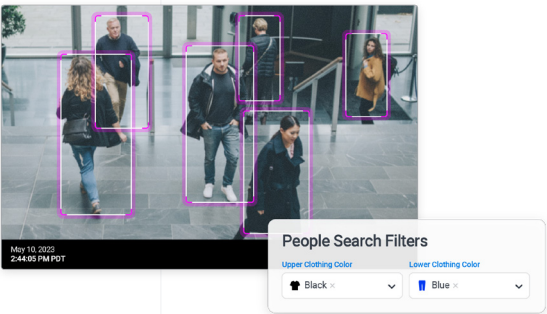 May 10, 2023
2:44:05 PM PDT
People Search Filters
Upper Clothing Color Lower Clothing Color
Black × Blue ×